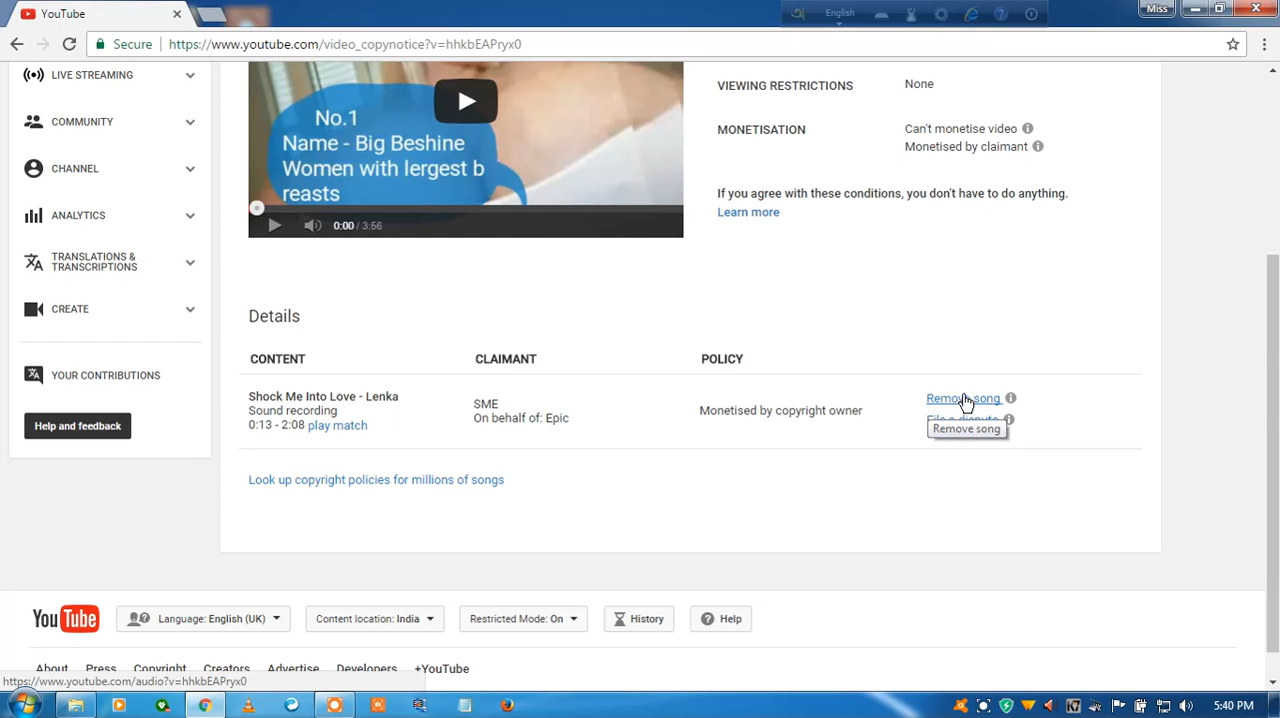 YouTube
English
Miss
Secure
https://www.youtube.com/video_copynotice?v=hhkbEAPryx0
LIVE STREAMING
COMMUNITY
CHANNEL
ANALYTICS
TRANSLATIONS &
TRANSCRIPTIONS
CREATE
YOUR CONTRIBUTIONS
Help and feedback
No.1
Name - Big Beshine
Women with lergest b
reasts
0:00 / 3:56
VIEWING RESTRICTIONS None
MONETISATION Can't monetise video
Monetised by claimant
If you agree with these conditions, you don't have to do anything.
Learn more
Details
CONTENT CLAIMANT POLICY
Shock Me Into Love - Lenka
Sound recording
0:13 - 2:08 play match
SME
On behalf of: Epic
Monetised by copyright owner
Remove song
File a dispute
Remove song
Look up copyright policies for millions of songs
YouTube
Language: English (UK)
Content location: India
Restricted Mode: On
History
Help
About Press Copyright Creators Advertise Developers +YouTube
https://www.youtube.com/audio?v=hhkbEAPryx0
5:40 PM